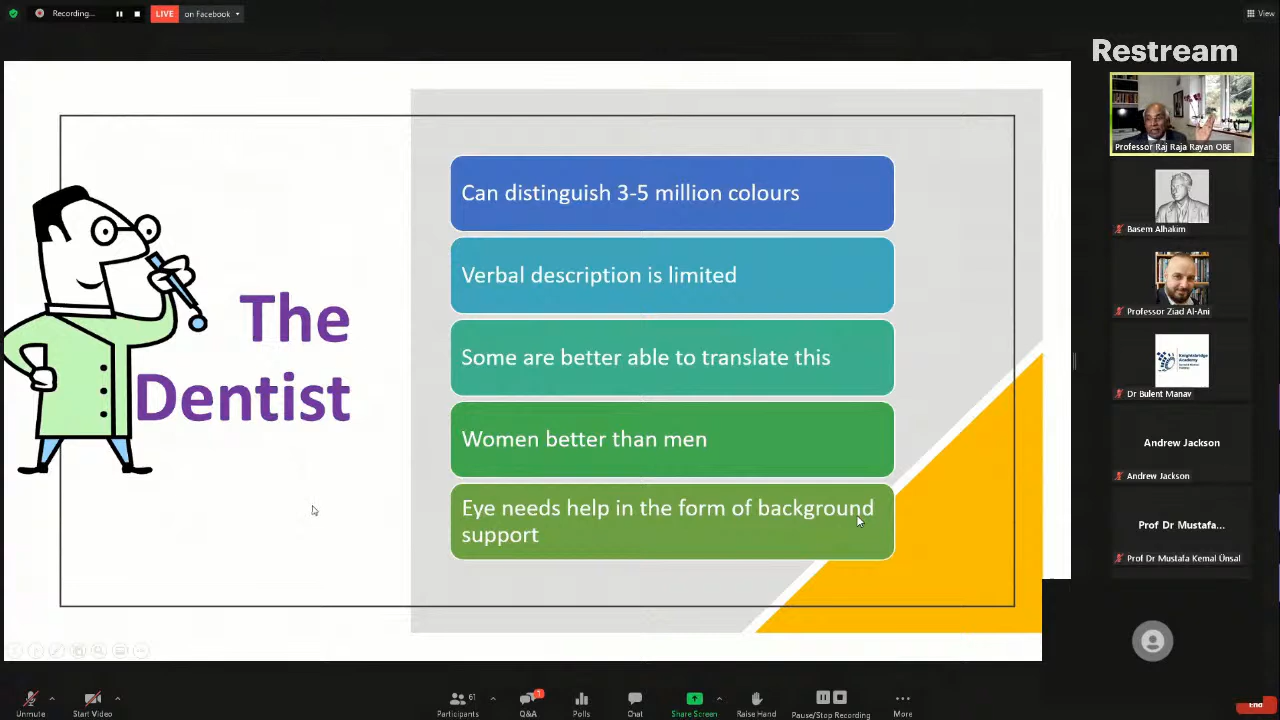 Recording...
LIVE
on Facebook
View
Restream
The
Dentist
Can distinguish 3-5 million colours
Verbal description is limited
Some are better able to translate this
Women better than men
Eye needs help in the form of background
support
Professor Raj Raja Rayan OBE
Basem Alhakim
Professor Ziad Al-Ani
Knightsbridge
Academy
Dr Bulent Manav
Andrew Jackson
Andrew Jackson
Prof Dr Mustafa...
Prof Dr Mustafa Kemal Ünsal
Unmute
Start Video
61
Participants
1
Q&A
Polls
Chat
Share Screen
Raise Hand
Pause/Stop Recording
More
End